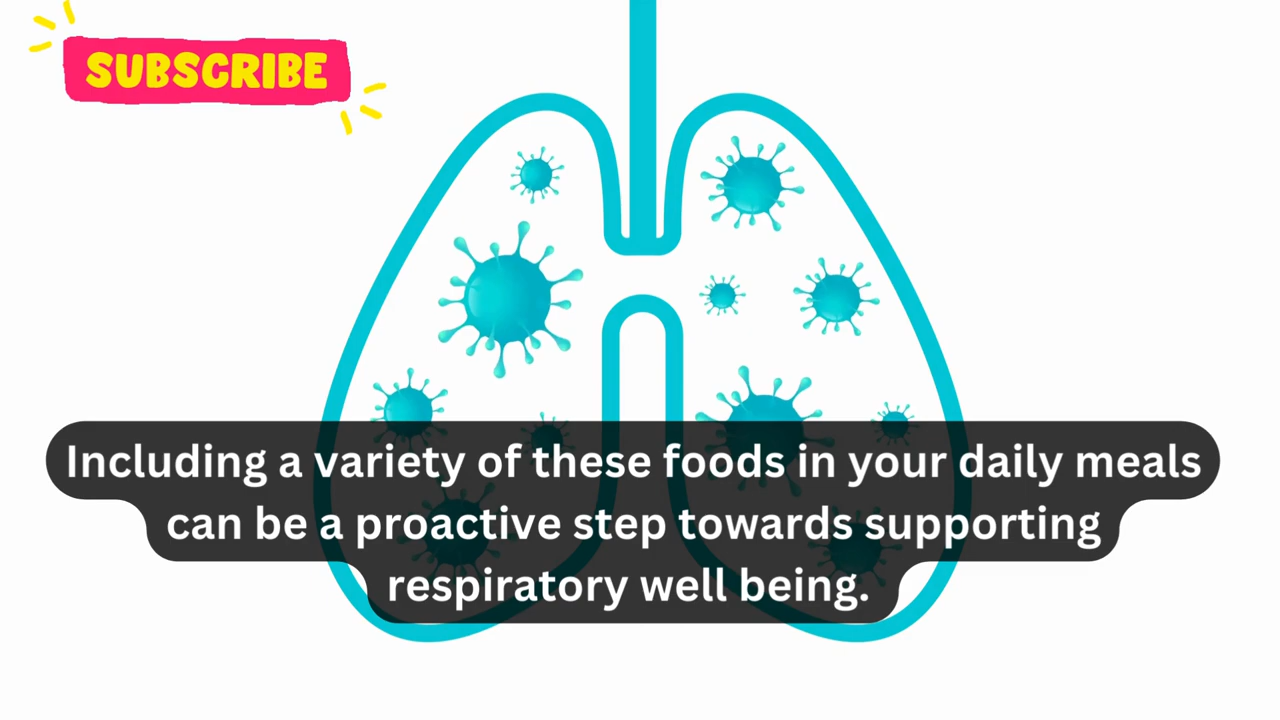 SUBSCRIBE
Including a variety of these foods in your daily meals
can be a proactive step towards supporting
respiratory well being.